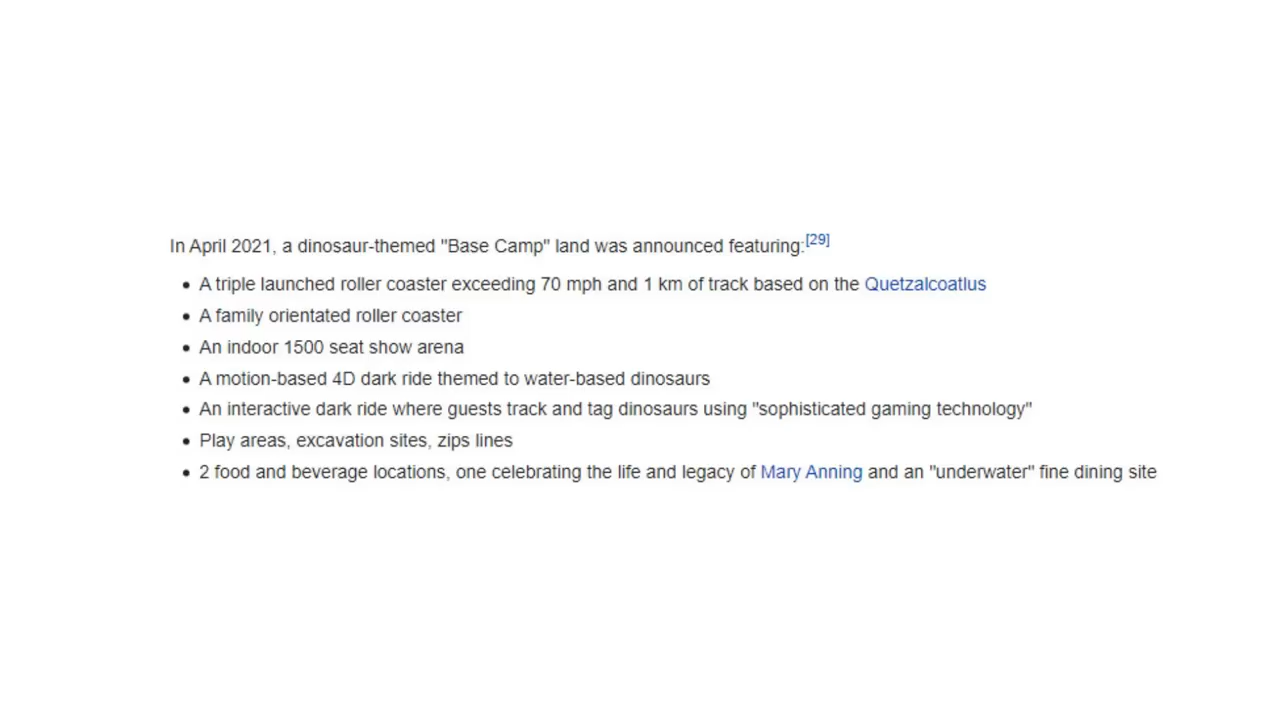 In April 2021, a dinosaur-themed "Base Camp" land was announced featuring:[29]
• A triple launched roller coaster exceeding 70 mph and 1 km of track based on the Quetzalcoatlus
• A family orientated roller coaster
• An indoor 1500 seat show arena
• A motion-based 4D dark ride themed to water-based dinosaurs
• An interactive dark ride where guests track and tag dinosaurs using "sophisticated gaming technology"
• Play areas, excavation sites, zips lines
• 2 food and beverage locations, one celebrating the life and legacy of Mary Anning and an "underwater" fine dining site